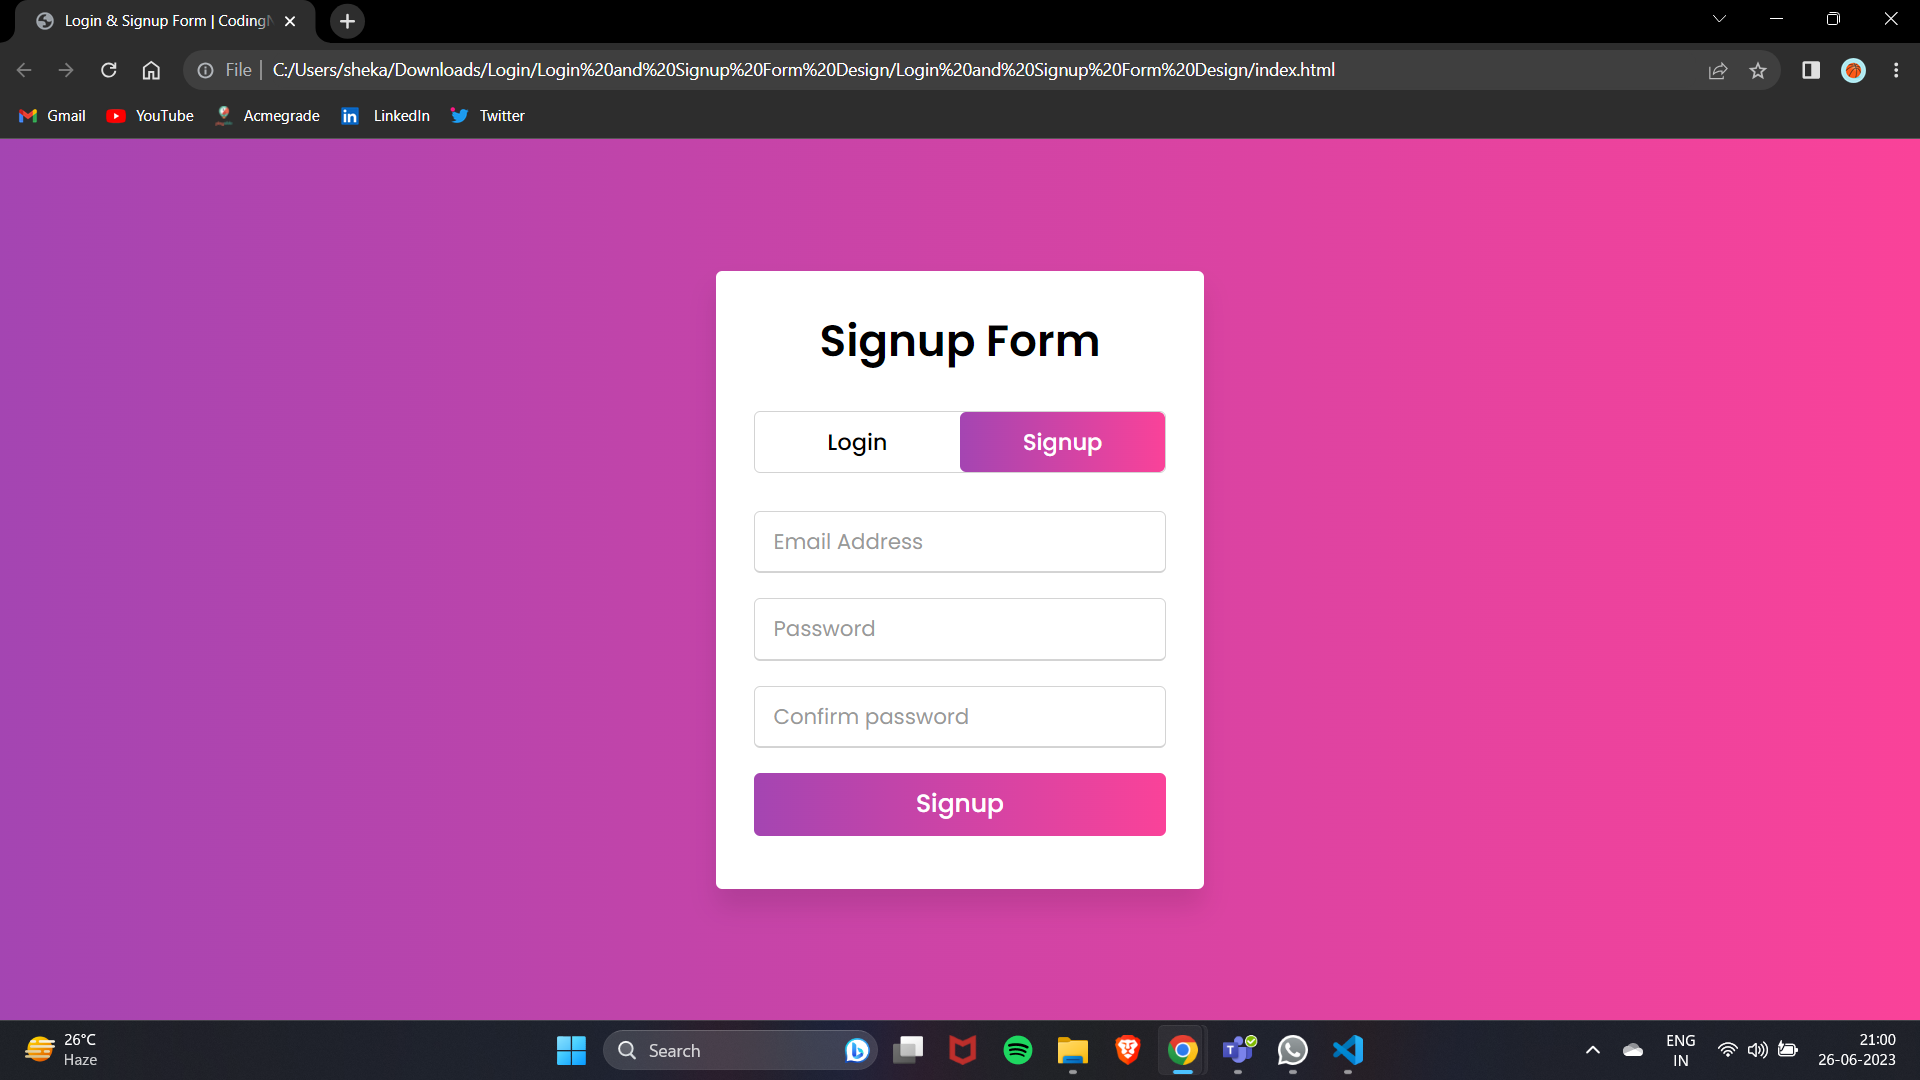 Login & Signup Form | CodingN
File
C:/Users/sheka/Downloads/Login/Login%20and%20Signup%20Form%20Design/Login%20and%20Signup%20Form%20Design/index.html
Gmail YouTube Acmegrade LinkedIn Twitter
Signup Form
Login Signup
Email Address
Password
Confirm password
Signup
26°C
Haze
Search
ENG
IN
21:00
26-06-2023